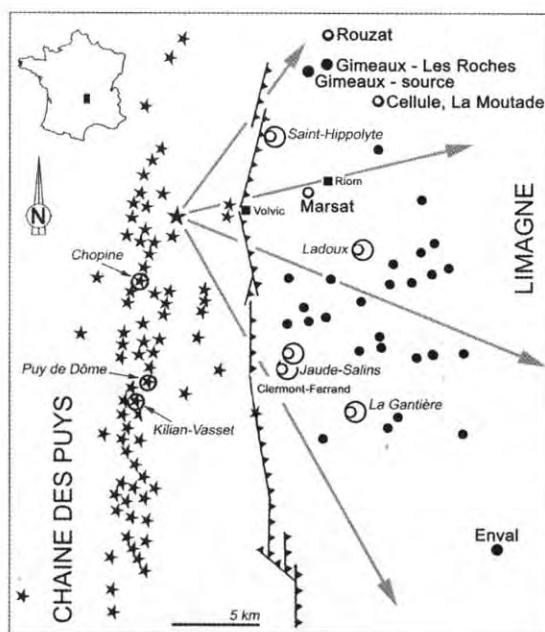 Rouzat
Gimeaux - Les Roches
Gimeaux - source
Cellule, La Moutade
Saint-Hippolyte
N
Riom
Marsat
Volvic
LIMAGNE
Ladoux
Chopine
Jaude-Salins
Puy de Dôme
Clermont-Ferrand
La Gantière
Kilian-Vasset
CHAINE DES PUYS
Enval
5 km